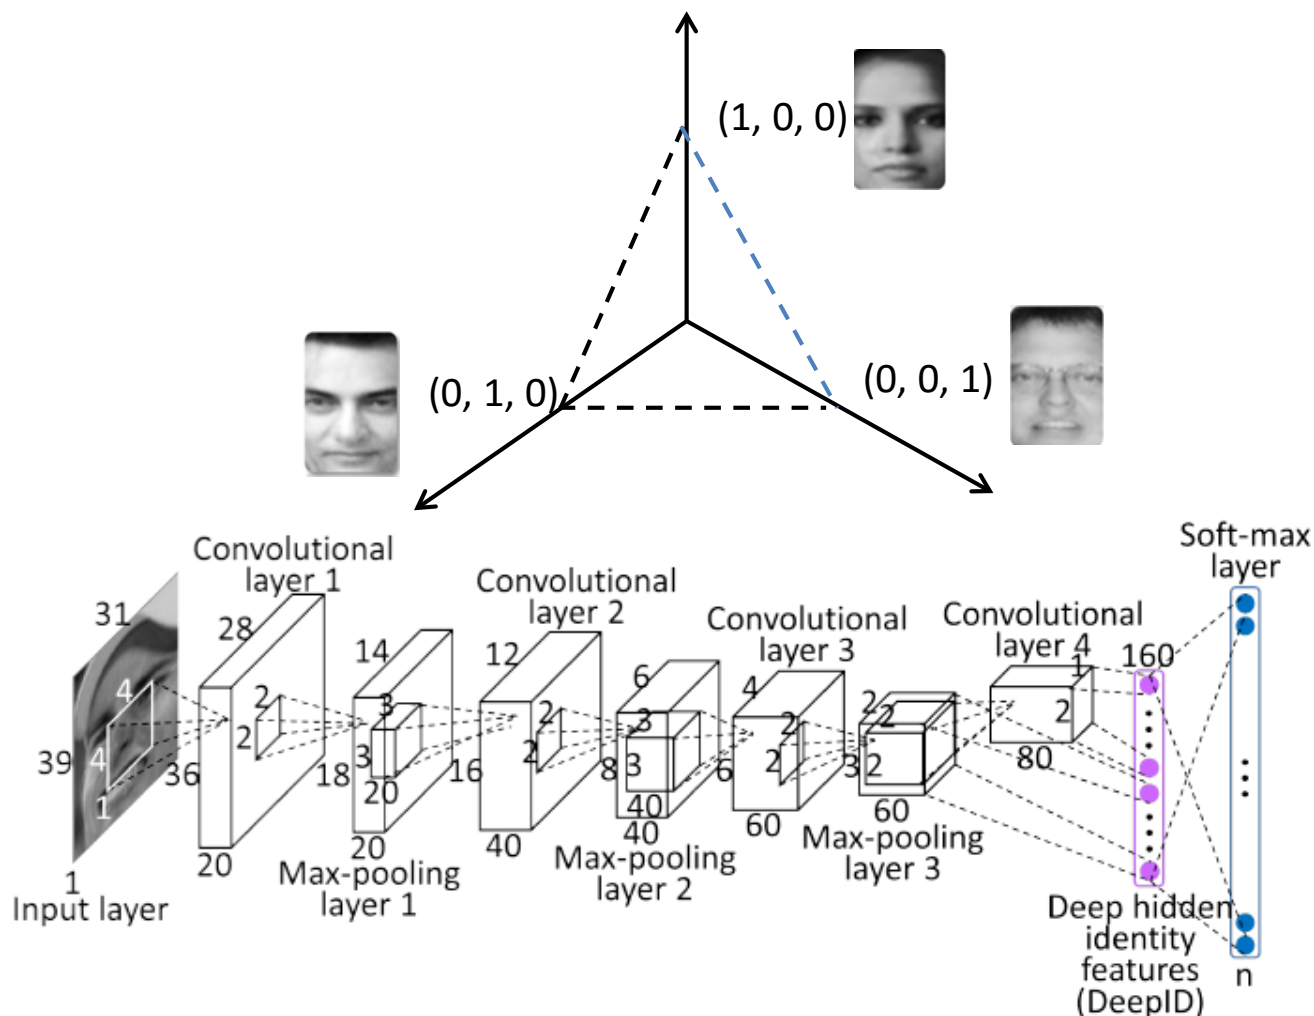 (1, 0, 0)
(0, 1, 0)
(0, 0, 1)
Convolutional
layer 1
Convolutional
layer 2
Convolutional
layer 3
Convolutional
layer 4
Soft-max
layer
31
39
1
4
4
1
Input layer
28
36
20
2
2
14
18
20
3
3
20
Max-pooling
layer 1
12
16
40
2
2
6
8
40
3
3
40
Max-pooling
layer 2
4
6
60
2
2
2
3
60
2
2
Max-pooling
layer 3
1
2
80
160
Deep hidden
identity
features
(DeepID)
n